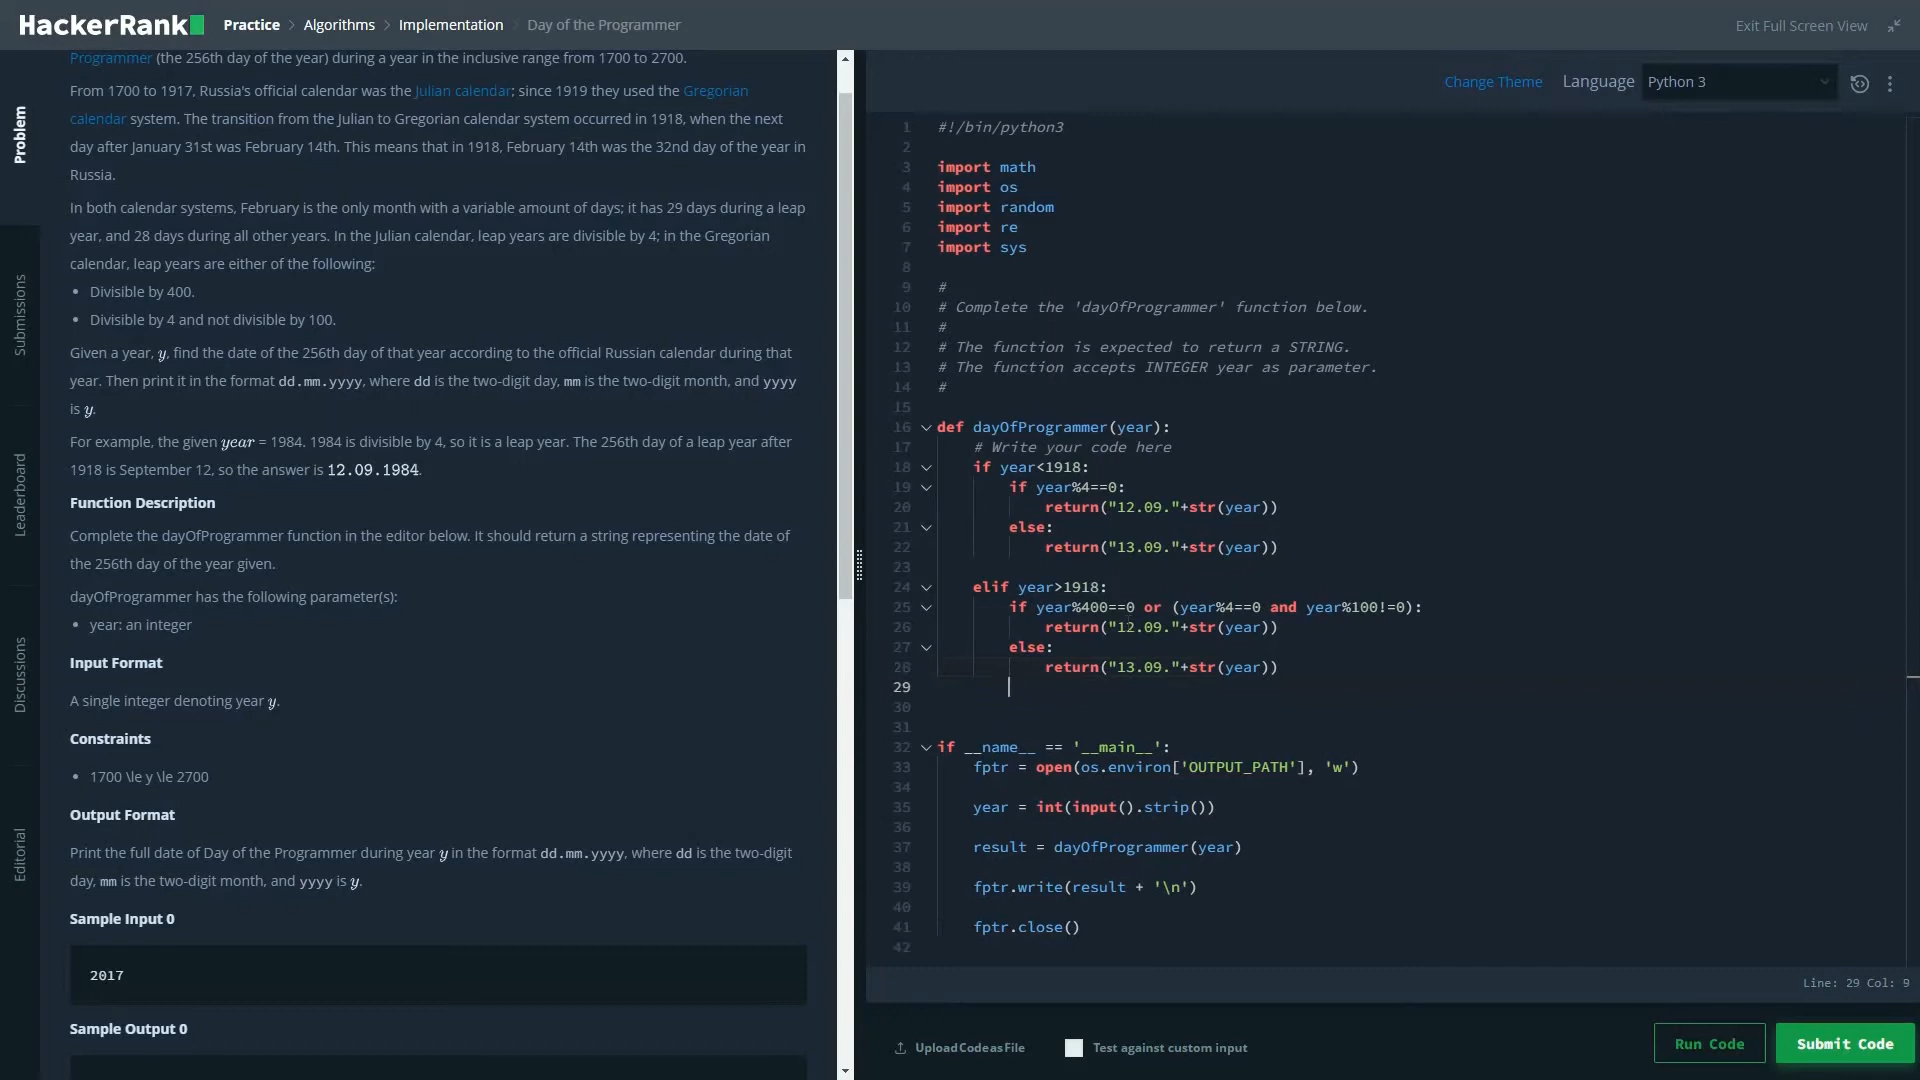 HackerRank
Practice > Algorithms > Implementation > Day of the Programmer
Exit Full Screen View
Problem
Submissions
Leaderboard
Discussions
Editorial
Programmer (the 256th day of the year) during a year in the inclusive range from 1700 to 2700.
From 1700 to 1917, Russia's official calendar was the Julian calendar; since 1919 they used the Gregorian
calendar system. The transition from the Julian to Gregorian calendar system occurred in 1918, when the next
day after January 31st was February 14th. This means that in 1918, February 14th was the 32nd day of the year in
Russia.
In both calendar systems, February is the only month with a variable amount of days; it has 29 days during a leap
year, and 28 days during all other years. In the Julian calendar, leap years are divisible by 4; in the Gregorian
calendar, leap years are either of the following:
• Divisible by 400.
• Divisible by 4 and not divisible by 100.
Given a year, y, find the date of the 256th day of that year according to the official Russian calendar during that
year. Then print it in the format dd.mm.yyyy, where dd is the two-digit day, mm is the two-digit month, and yyyy
is y.
For example, the given year = 1984. 1984 is divisible by 4, so it is a leap year. The 256th day of a leap year after
1918 is September 12, so the answer is 12.09.1984.
Function Description
Complete the dayOfProgrammer function in the editor below. It should return a string representing the date of
the 256th day of the year given.
dayOfProgrammer has the following parameter(s):
• year: an integer
Input Format
A single integer denoting year y.
Constraints
• 1700 \le y \le 2700
Output Format
Print the full date of Day of the Programmer during year y in the format dd.mm.yyyy, where dd is the two-digit
day, mm is the two-digit month, and yyyy is y.
Sample Input 0
2017
Sample Output 0
Change Theme Language Python 3
1 #!/bin/python3
2
3 import math
4 import os
5 import random
6 import re
7 import sys
8
9 #
10 # Complete the 'dayOfProgrammer' function below.
11 #
12 # The function is expected to return a STRING.
13 # The function accepts INTEGER year as parameter.
14 #
15
16 def dayOfProgrammer(year):
17     # Write your code here
18     if year<1918:
19         if year%4==0:
20             return("12.09."+str(year))
21         else:
22             return("13.09."+str(year))
23
24     elif year>1918:
25         if year%400==0 or (year%4==0 and year%100!=0):
26             return("12.09."+str(year))
27         else:
28             return("13.09."+str(year))
29
30
31
32 if __name__ == '__main__':
33     fptr = open(os.environ['OUTPUT_PATH'], 'w')
34
35     year = int(input().strip())
36
37     result = dayOfProgrammer(year)
38
39     fptr.write(result + '\n')
40
41     fptr.close()
42
Line: 29 Col: 9
Upload Code as File
Test against custom input
Run Code
Submit Code